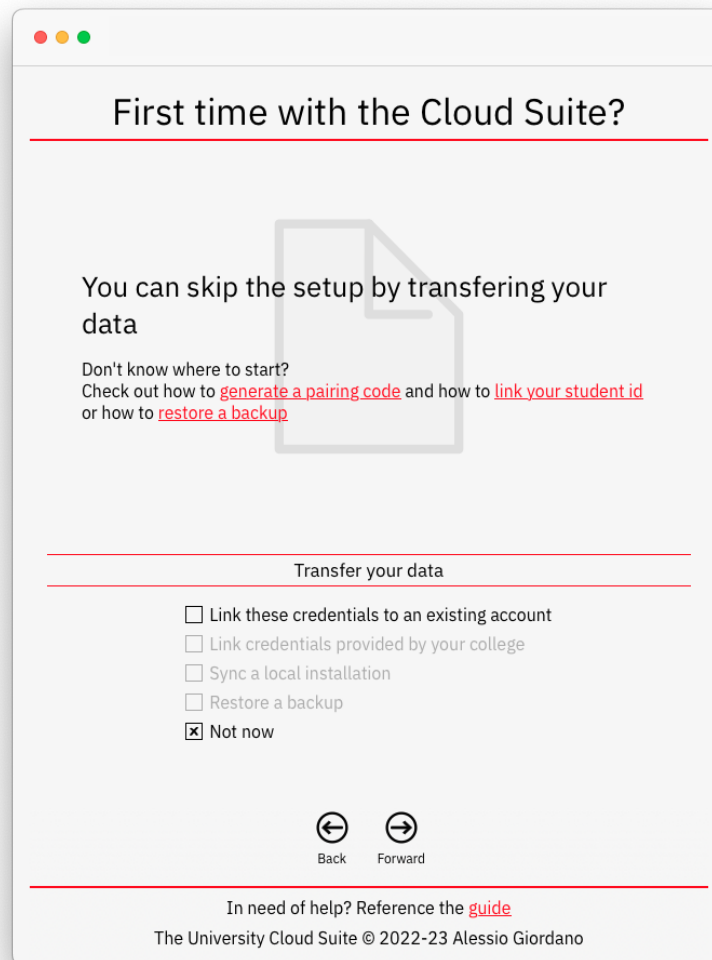 First time with the Cloud Suite?
You can skip the setup by transfering your
data
Don't know where to start?
Check out how to generate a pairing code and how to link your student id
or how to restore a backup
Transfer your data
Link these credentials to an existing account
Link credentials provided by your college
Sync a local installation
Restore a backup
Not now
Back Forward
In need of help? Reference the guide
The University Cloud Suite © 2022-23 Alessio Giordano